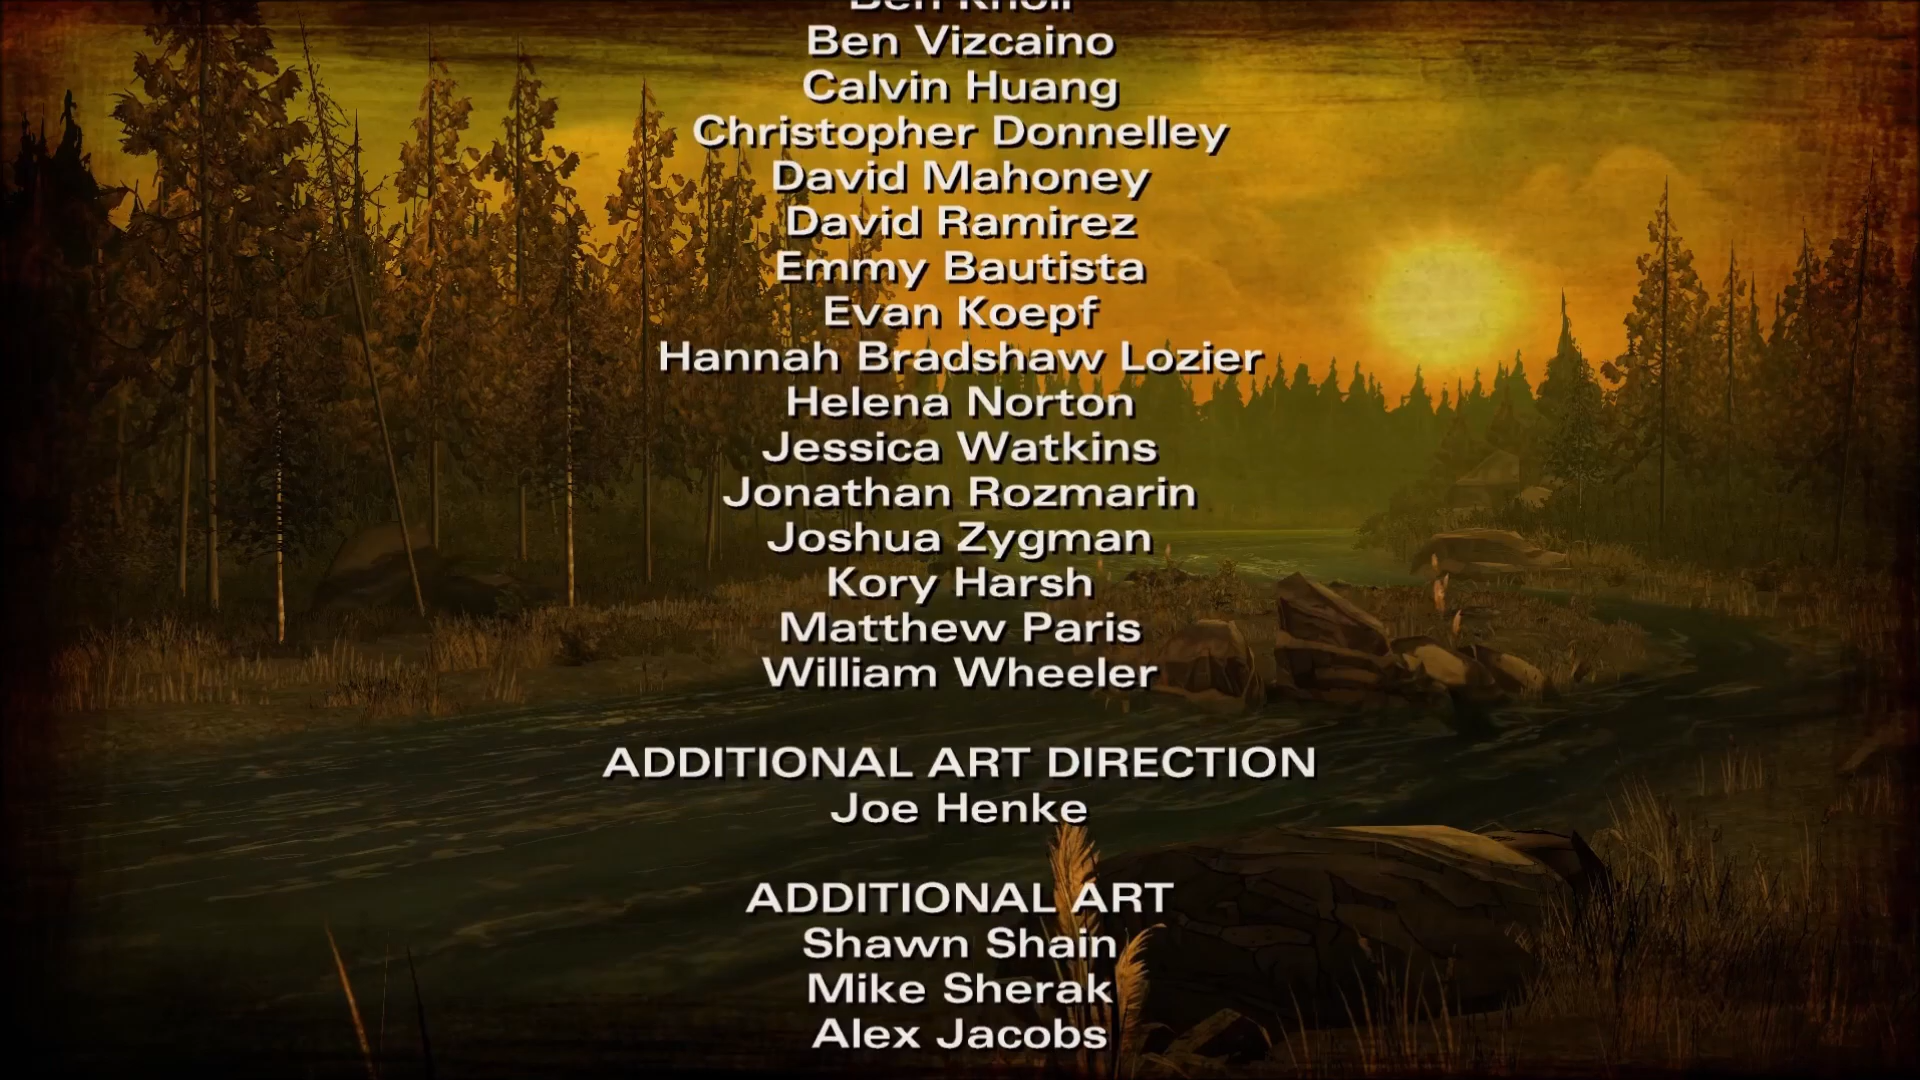 Ben Knoll
Ben Vizcaino
Calvin Huang
Christopher Donnelley
David Mahoney
David Ramirez
Emmy Bautista
Evan Koepf
Hannah Bradshaw Lozier
Helena Norton
Jessica Watkins
Jonathan Rozmarin
Joshua Zygman
Kory Harsh
Matthew Paris
William Wheeler
ADDITIONAL ART DIRECTION
Joe Henke
ADDITIONAL ART
Shawn Shain
Mike Sherak
Alex Jacobs